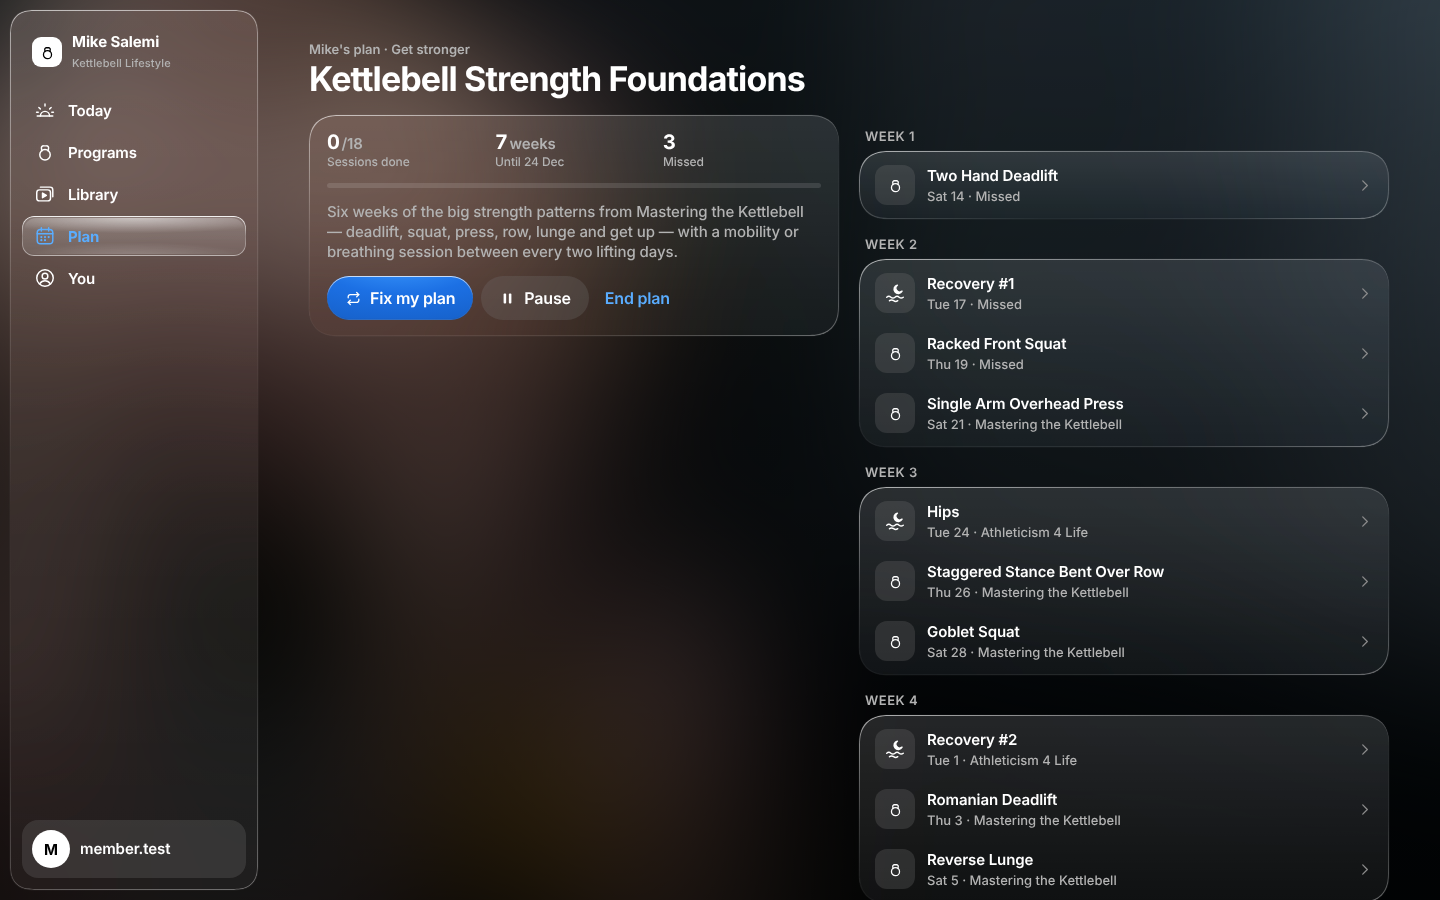 Mike Salemi
Kettlebell Lifestyle
Today
Programs
Library
Plan
You
M
member.test
Mike's plan · Get stronger
Kettlebell Strength Foundations
0/18
Sessions done
7 weeks
Until 24 Dec
3
Missed
Six weeks of the big strength patterns from Mastering the Kettlebell
— deadlift, squat, press, row, lunge and get up — with a mobility or
breathing session between every two lifting days.
Fix my plan
Pause
End plan
WEEK 1
Two Hand Deadlift
Sat 14 · Missed
WEEK 2
Recovery #1
Tue 17 · Missed
Racked Front Squat
Thu 19 · Missed
Single Arm Overhead Press
Sat 21 · Mastering the Kettlebell
WEEK 3
Hips
Tue 24 · Athleticism 4 Life
Staggered Stance Bent Over Row
Thu 26 · Mastering the Kettlebell
Goblet Squat
Sat 28 · Mastering the Kettlebell
WEEK 4
Recovery #2
Tue 1 · Athleticism 4 Life
Romanian Deadlift
Thu 3 · Mastering the Kettlebell
Reverse Lunge
Sat 5 · Mastering the Kettlebell